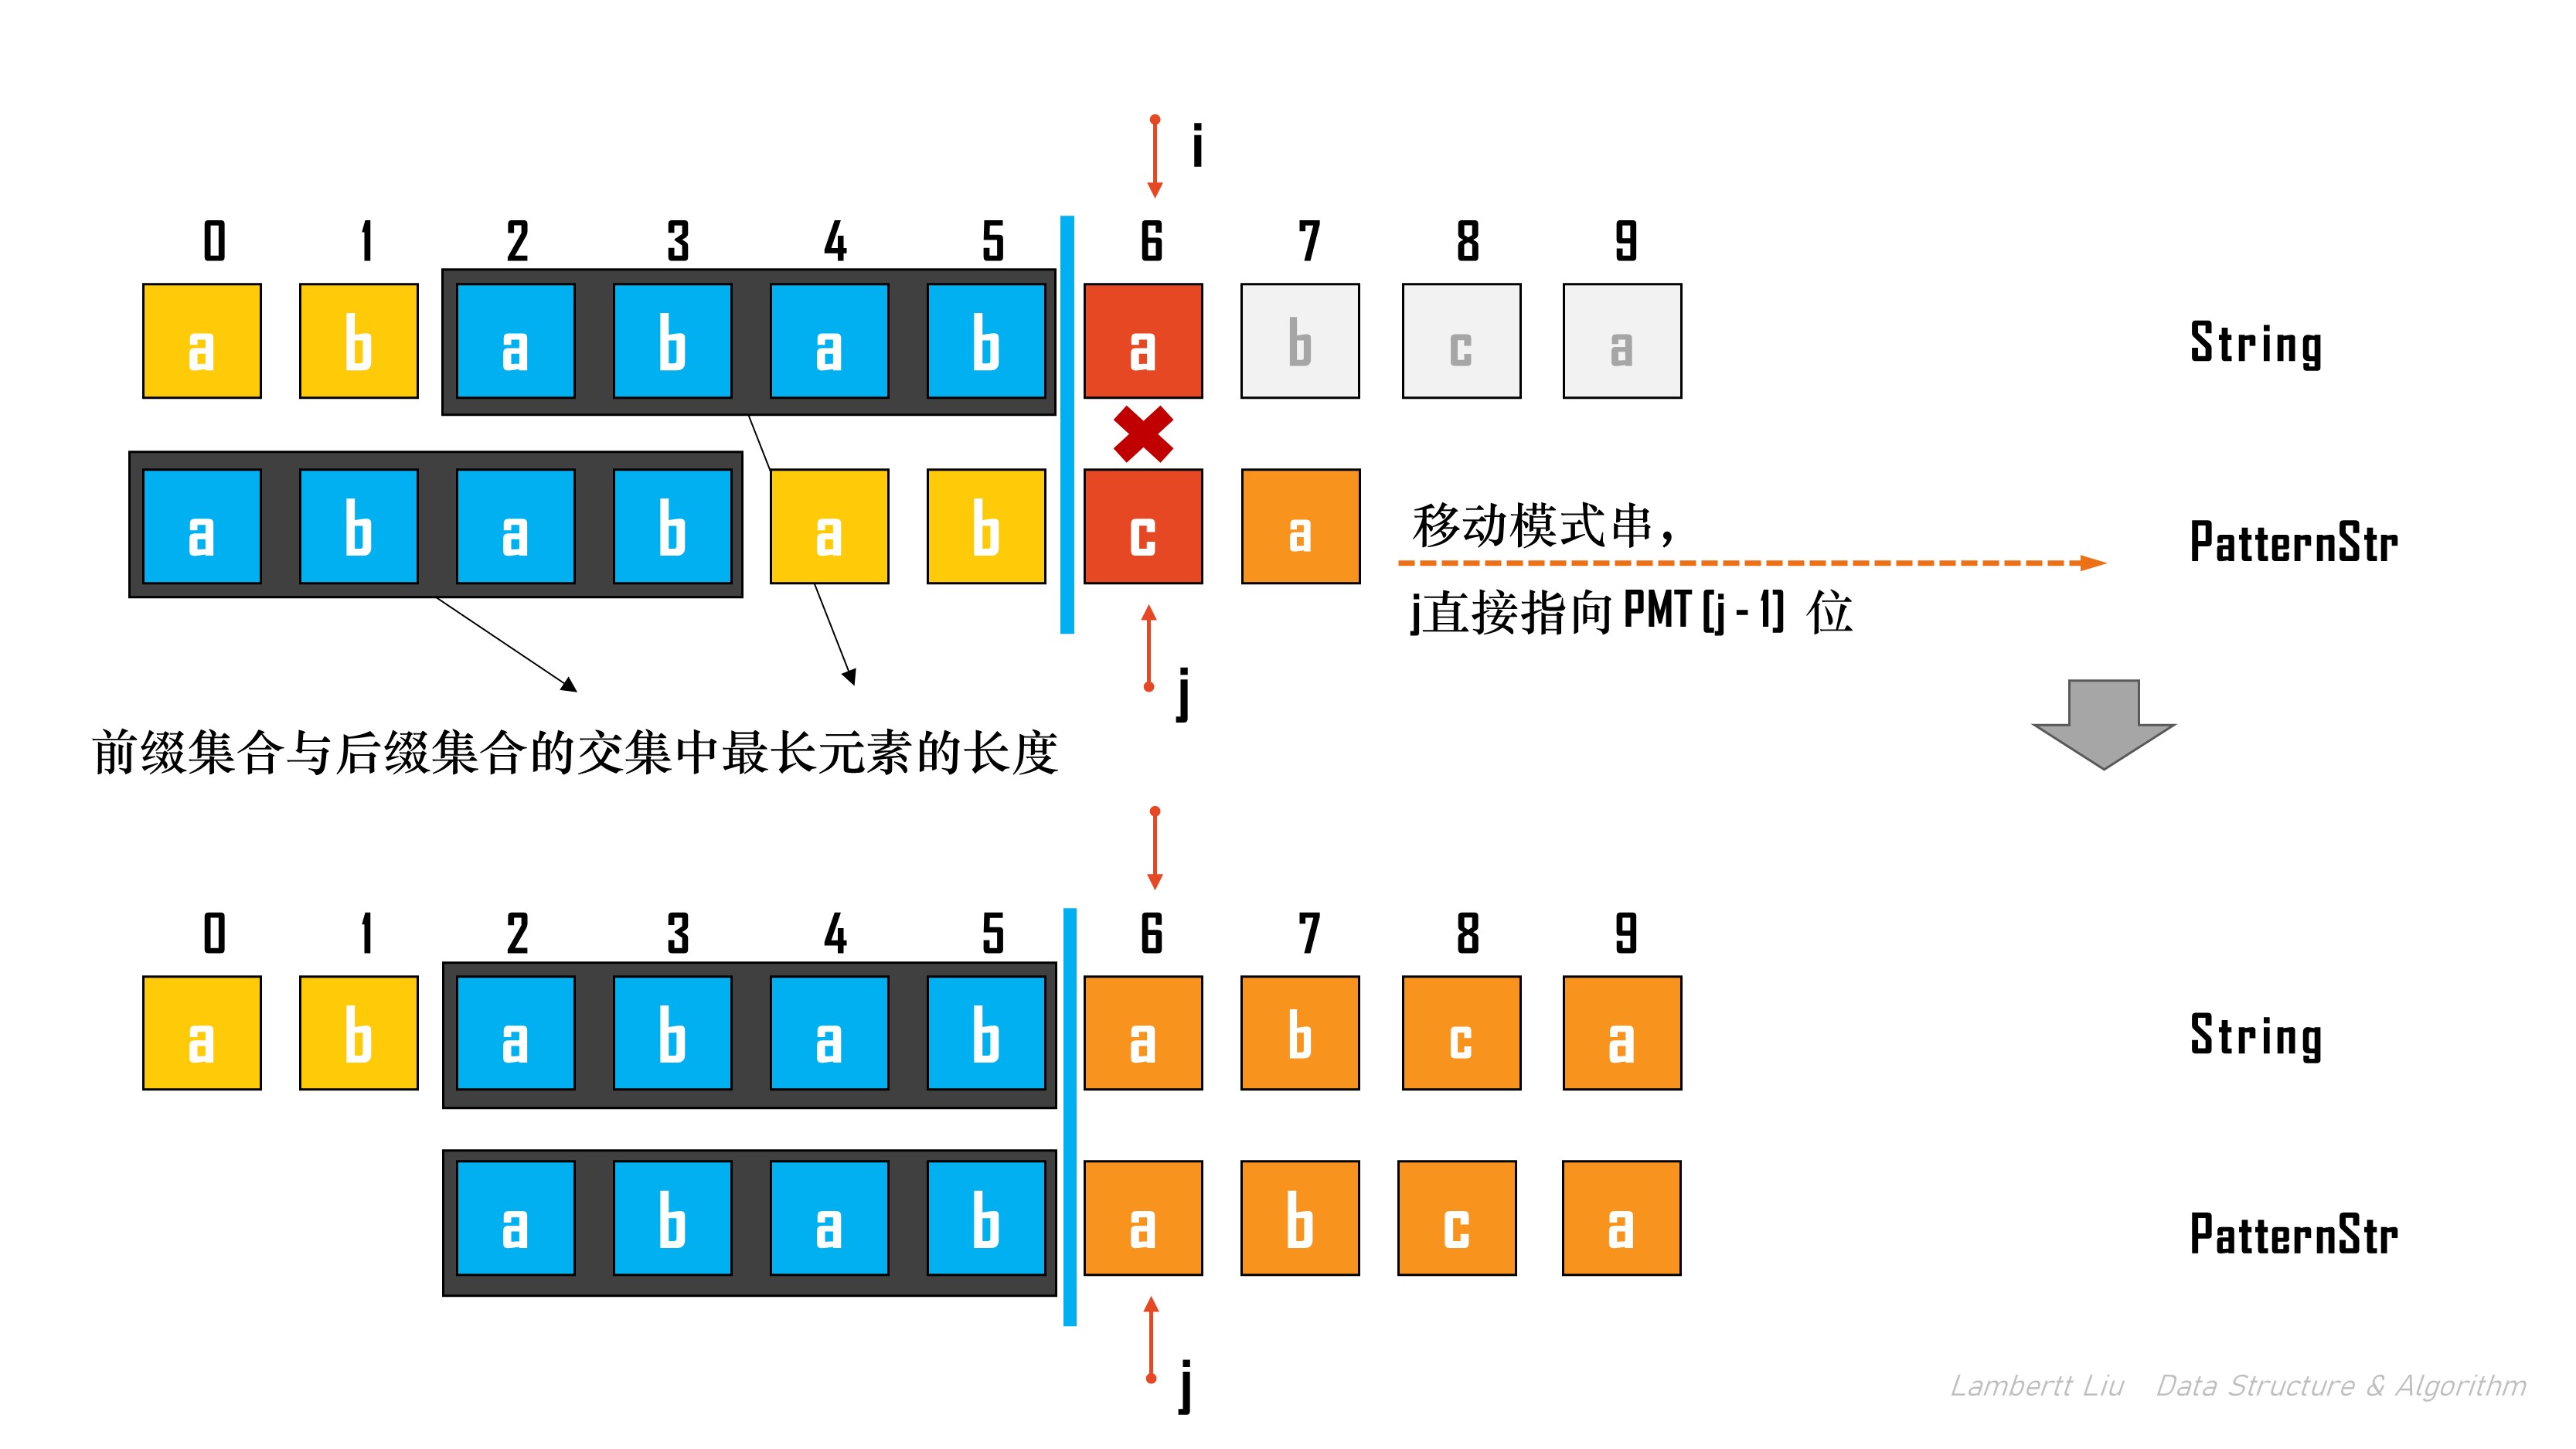 i
0 1 2 3 4 5 6 7 8 9
a b a b a b a b c a String
a b a b a b c a PatternStr
移动模式串，
j直接指向 PMT [j - 1] 位
j
前缀集合与后缀集合的交集中最长元素的长度
0 1 2 3 4 5 6 7 8 9
a b a b a b a b c a String
a b a b a b c a PatternStr
j
Lambertt Liu Data Structure & Algorithm